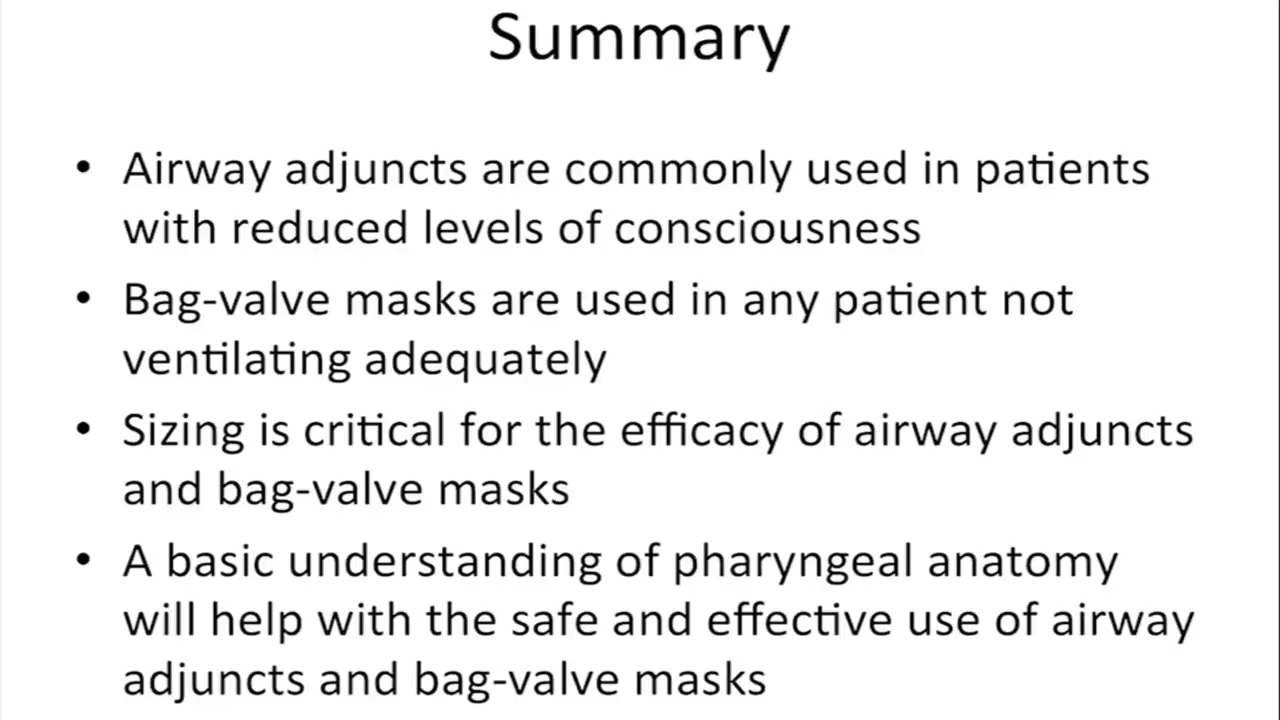 Summary
• Airway adjuncts are commonly used in patients
with reduced levels of consciousness
• Bag-valve masks are used in any patient not
ventilating adequately
• Sizing is critical for the efficacy of airway adjuncts
and bag-valve masks
• A basic understanding of pharyngeal anatomy
will help with the safe and effective use of airway
adjuncts and bag-valve masks